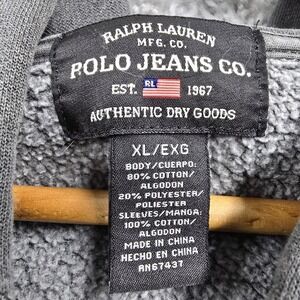 RALPH LAUREN
MFG. CO.
POLO JEANS CO.
EST. RL 1967
AUTHENTIC DRY GOODS
XL/EXG
BODY/CUERPO:
80% COTTON/
ALGODON
20% POLYESTER/
POLIESTER
SLEEVES/MANGA:
100% COTTON/
ALGODON
MADE IN CHINA
HECHO EN CHINA
RN67437